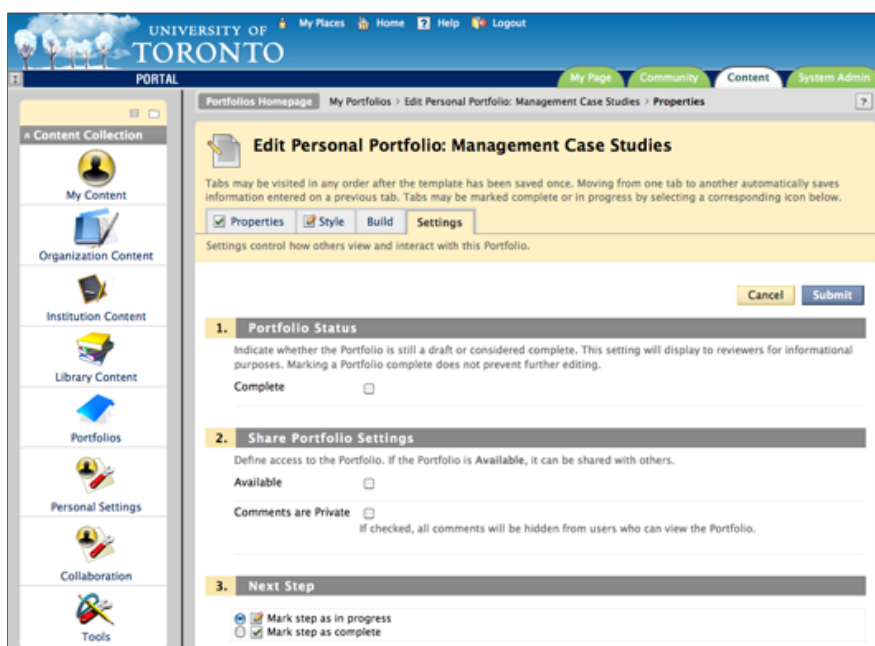 UNIVERSITY OF
TORONTO
My Places Home ? Help Logout
PORTAL
My Page Community Content System Admin
Portfolios Homepage My Portfolios > Edit Personal Portfolio: Management Case Studies > Properties ?
Content Collection
My Content
Organization Content
Institution Content
Library Content
Portfolios
Personal Settings
Collaboration
Tools
Edit Personal Portfolio: Management Case Studies
Tabs may be visited in any order after the template has been saved once. Moving from one tab to another automatically saves
information entered on a previous tab. Tabs may be marked complete or in progress by selecting a corresponding icon below.
Properties Style Build Settings
Settings control how others view and interact with this Portfolio.
Cancel Submit
1. Portfolio Status
Indicate whether the Portfolio is still a draft or considered complete. This setting will display to reviewers for informational
purposes. Marking a Portfolio complete does not prevent further editing.
Complete
2. Share Portfolio Settings
Define access to the Portfolio. If the Portfolio is Available, it can be shared with others.
Available
Comments are Private
If checked, all comments will be hidden from users who can view the Portfolio.
3. Next Step
Mark step as in progress
Mark step as complete